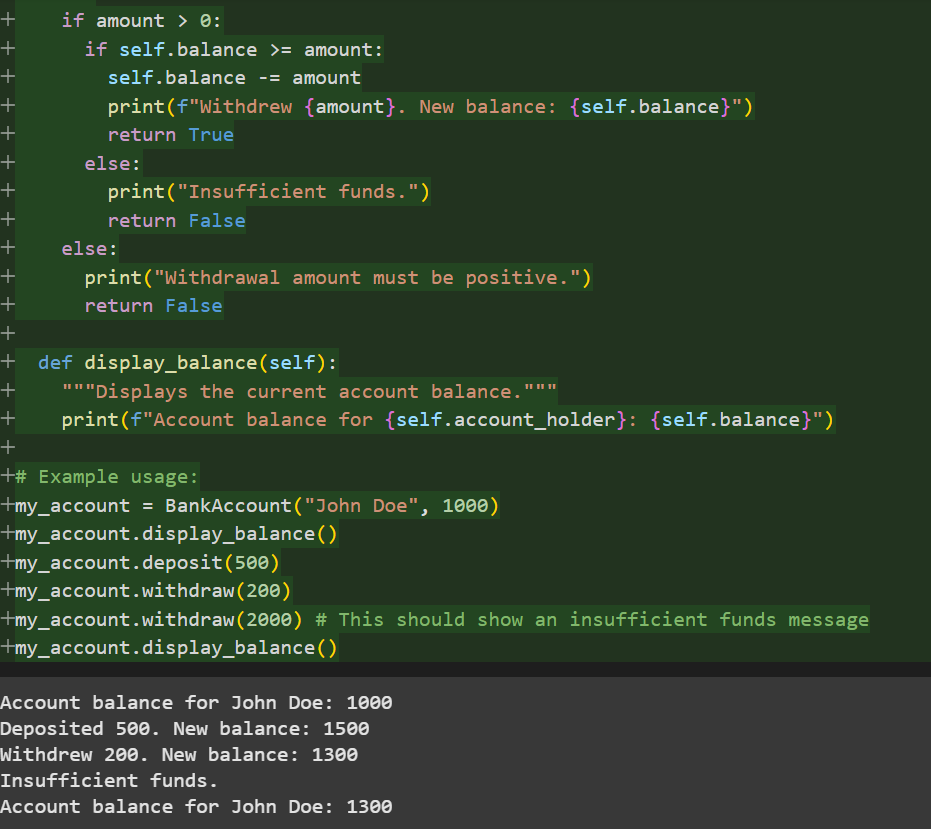 +    if amount > 0:
+      if self.balance >= amount:
+        self.balance -= amount
+        print(f"Withdrew {amount}. New balance: {self.balance}")
+        return True
+      else:
+        print("Insufficient funds.")
+        return False
+    else:
+      print("Withdrawal amount must be positive.")
+      return False
+
+  def display_balance(self):
+    """Displays the current account balance."""
+    print(f"Account balance for {self.account_holder}: {self.balance}")
+
+# Example usage:
+my_account = BankAccount("John Doe", 1000)
+my_account.display_balance()
+my_account.deposit(500)
+my_account.withdraw(200)
+my_account.withdraw(2000) # This should show an insufficient funds message
+my_account.display_balance()
Account balance for John Doe: 1000
Deposited 500. New balance: 1500
Withdrew 200. New balance: 1300
Insufficient funds.
Account balance for John Doe: 1300